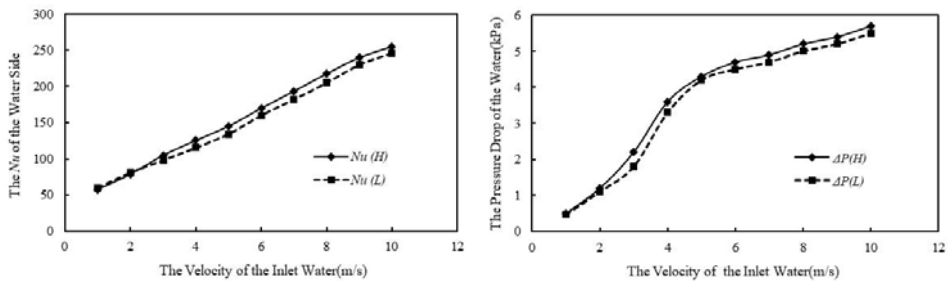 300
250
200
150
100
50
0
The Nu of the Water Side
Nu (H)
Nu (L)
0 2 4 6 8 10 12
The Velocity of the Inlet Water(m/s)
6
5
4
3
2
1
0
The Pressure Drop of the Water(kPa)
ΔP(H)
ΔP(L)
0 2 4 6 8 10 12
The Velocity of the Inlet Water(m/s)